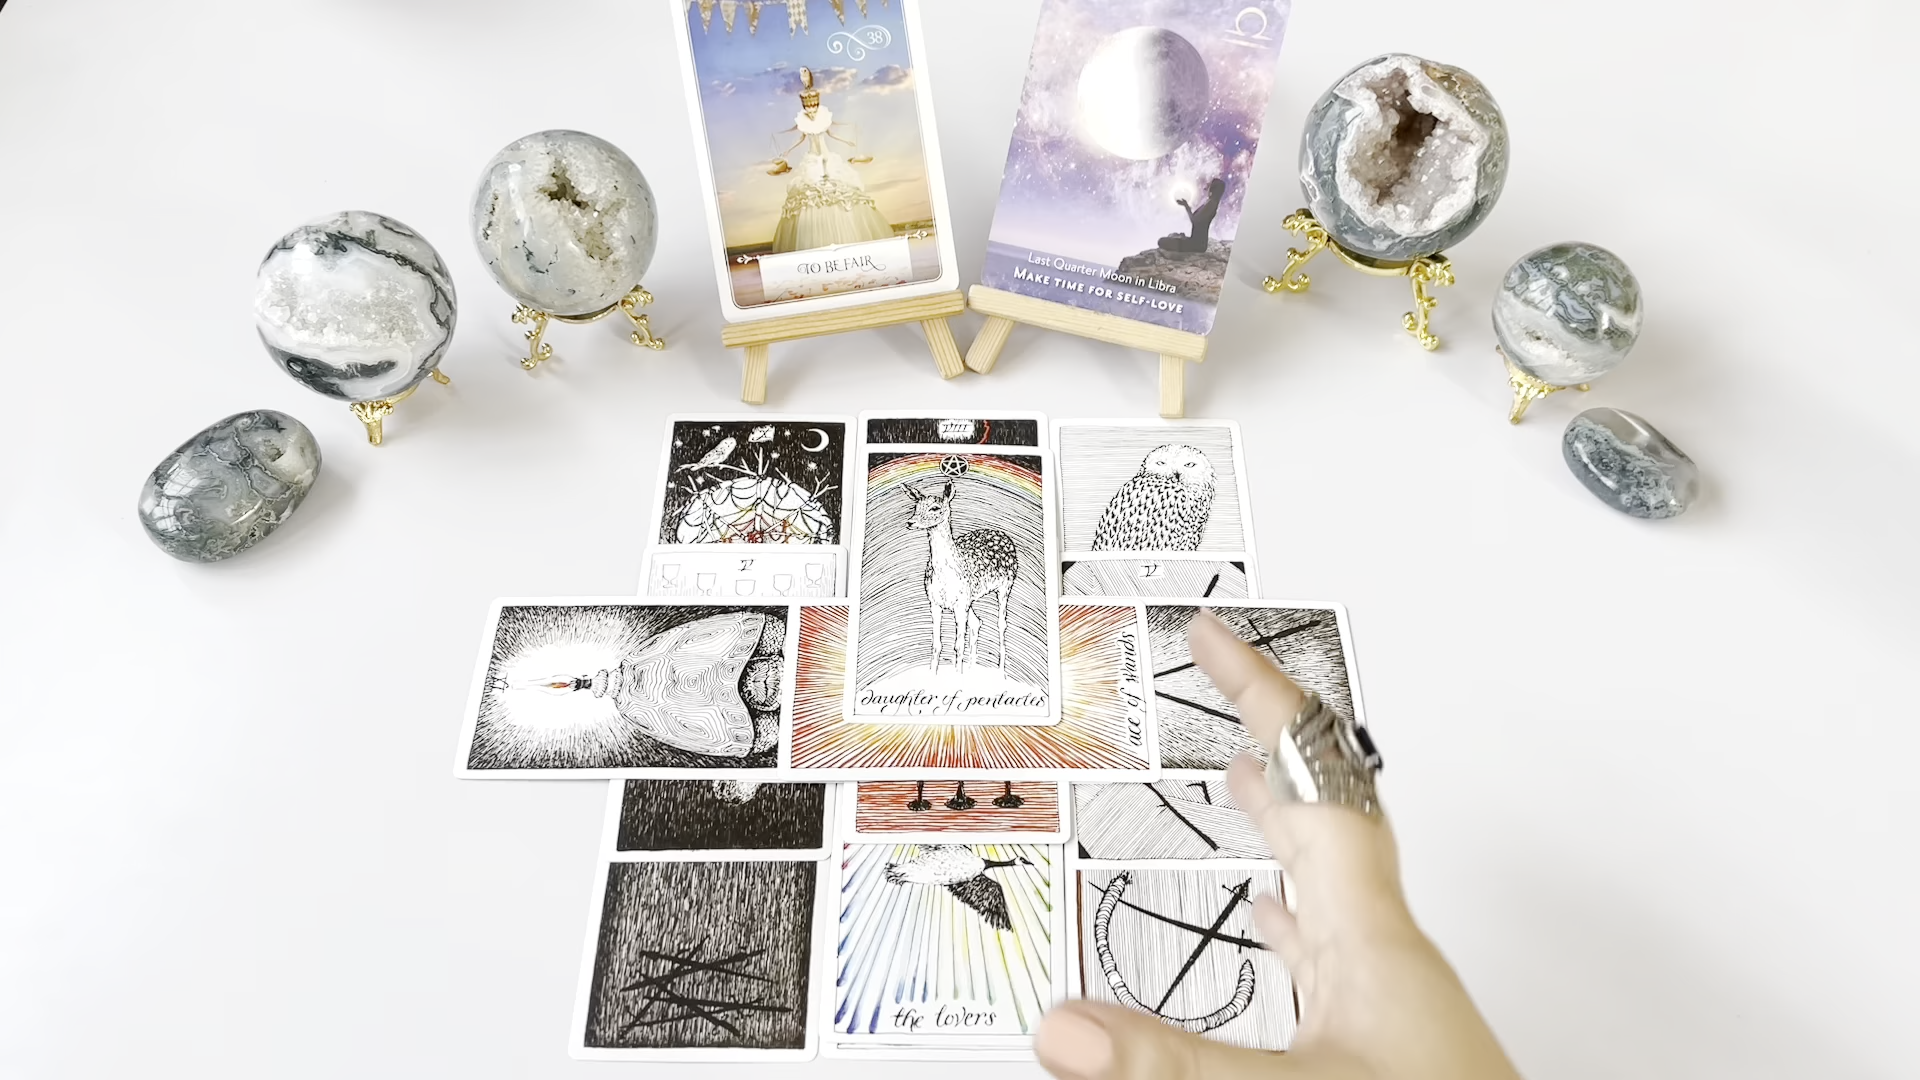 38
TO BE FAIR
Last Quarter Moon in Libra
MAKE TIME FOR SELF-LOVE
X
VIII
V
V
daughter of pentacles
ace of wands
the lovers